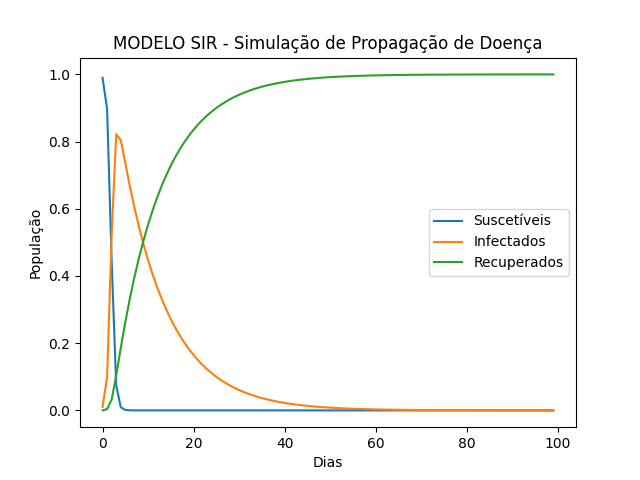 MODELO SIR - Simulação de Propagação de Doença
1.0
0.8
0.6
0.4
0.2
0.0
População
Suscetíveis
Infectados
Recuperados
0 20 40 60 80 100
Dias